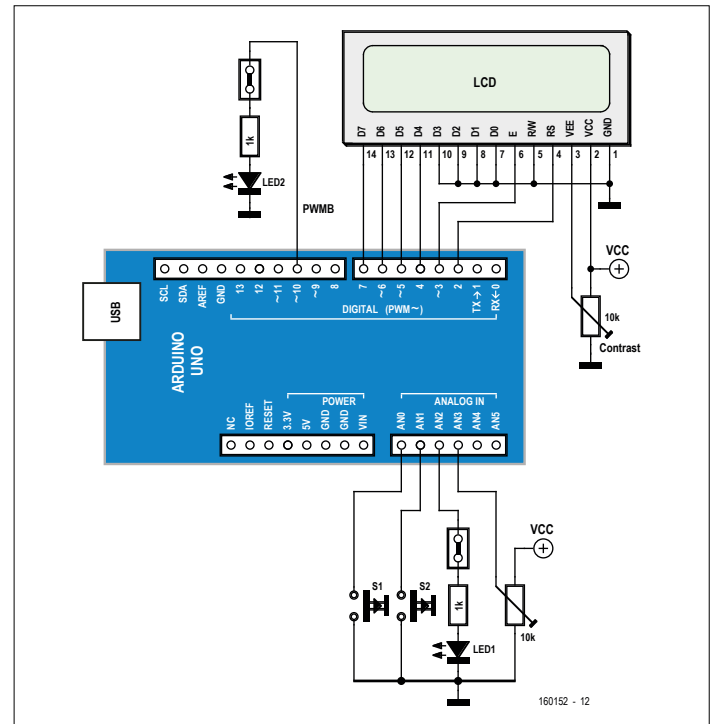 LCD
D7 D6 D5 D4 D3 D2 D1 D0 E R/W RS VEE VCC GND
14 13 12 11 10 9 8 7 6 5 4 3 2 1
1k
LED2
PWMB
VCC
10k
Contrast
USB
ARDUINO
UNO
SCL SDA AREF GND 13 12 ~11 ~10 ~9 8 7 ~6 ~5 4 ~3 2 TX→1 RX←0
DIGITAL (PWM~)
POWER
ANALOG IN
NC IOREF RESET 3.3V 5V GND GND VIN AN0 AN1 AN2 AN3 AN4 AN5
VCC
S1
S2
1k
10k
LED1
160152 - 12